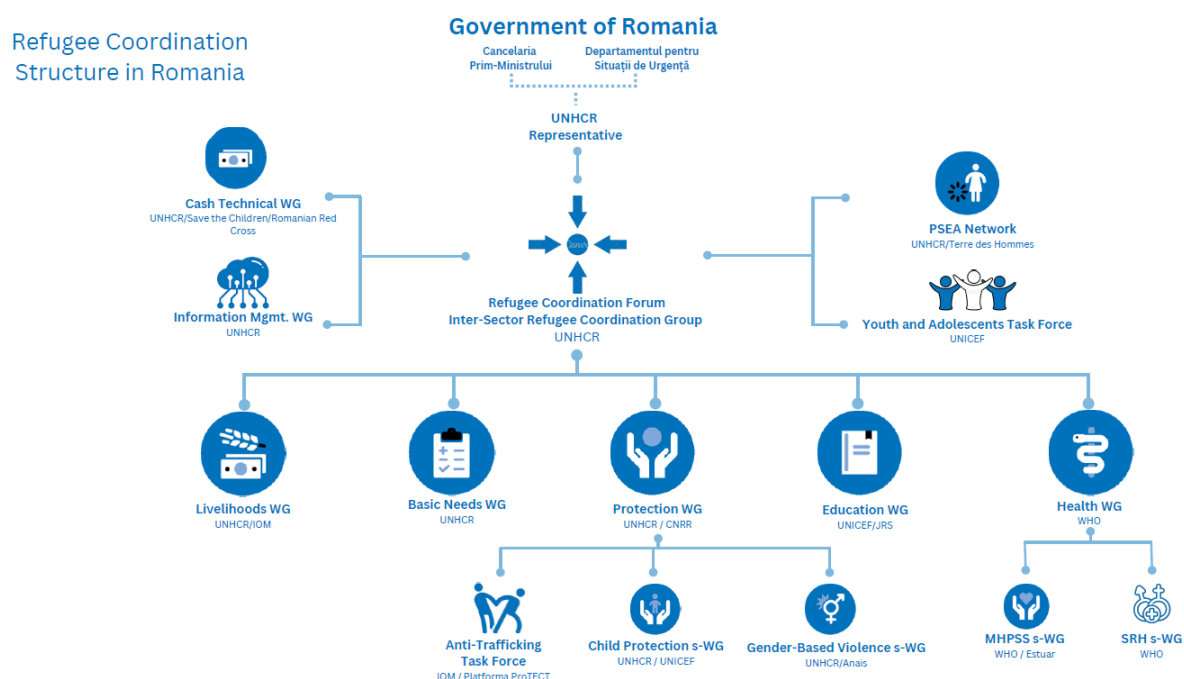 Refugee Coordination
Structure in Romania
Government of Romania
Cancelaria
Prim-Ministrului
Departamentul pentru
Situații de Urgență
UNHCR
Representative
Cash Technical WG
UNHCR/Save the Children/Romanian Red
Cross
Information Mgmt. WG
UNHCR
PSEA Network
UNHCR/Terre des Hommes
Youth and Adolescents Task Force
UNICEF
Refugee Coordination Forum
Inter-Sector Refugee Coordination Group
UNHCR
Livelihoods WG
UNHCR/IOM
Basic Needs WG
UNHCR
Protection WG
UNHCR / CNRR
Education WG
UNICEF/JRS
Health WG
WHO
Anti-Trafficking
Task Force
IOM / Platforma ProTECT
Child Protection s-WG
UNHCR / UNICEF
Gender-Based Violence s-WG
UNHCR/Anais
MHPSS s-WG
WHO / Estuar
SRH s-WG
WHO